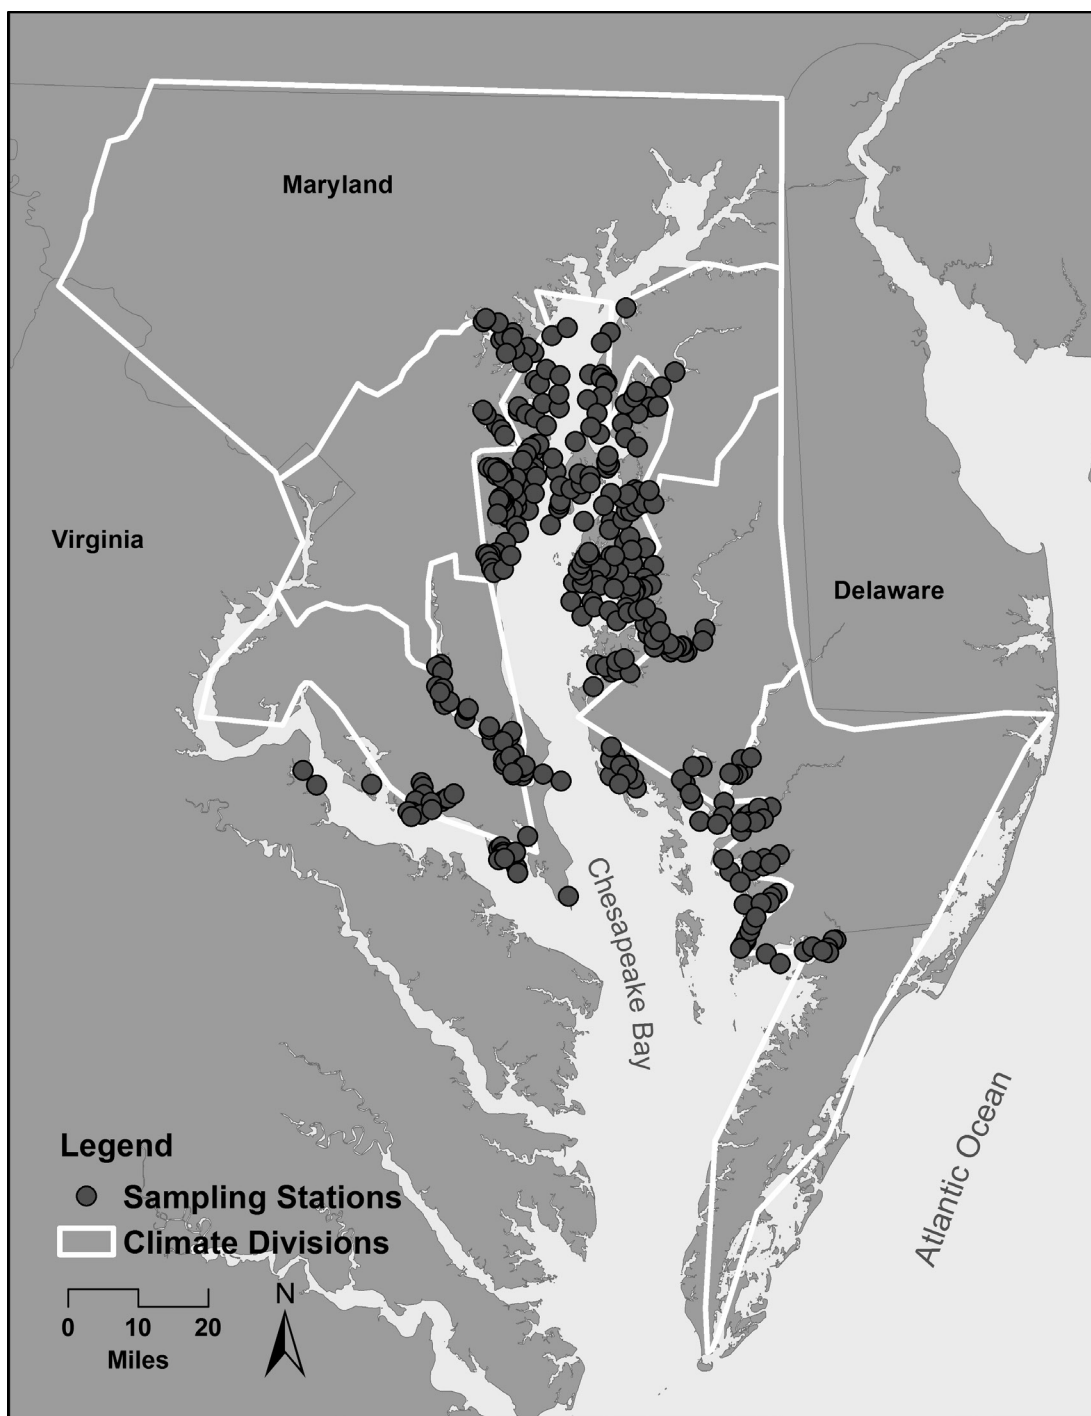 Maryland
Virginia
Delaware
Chesapeake Bay
Atlantic Ocean
Legend
Sampling Stations
Climate Divisions
N
0 10 20
Miles